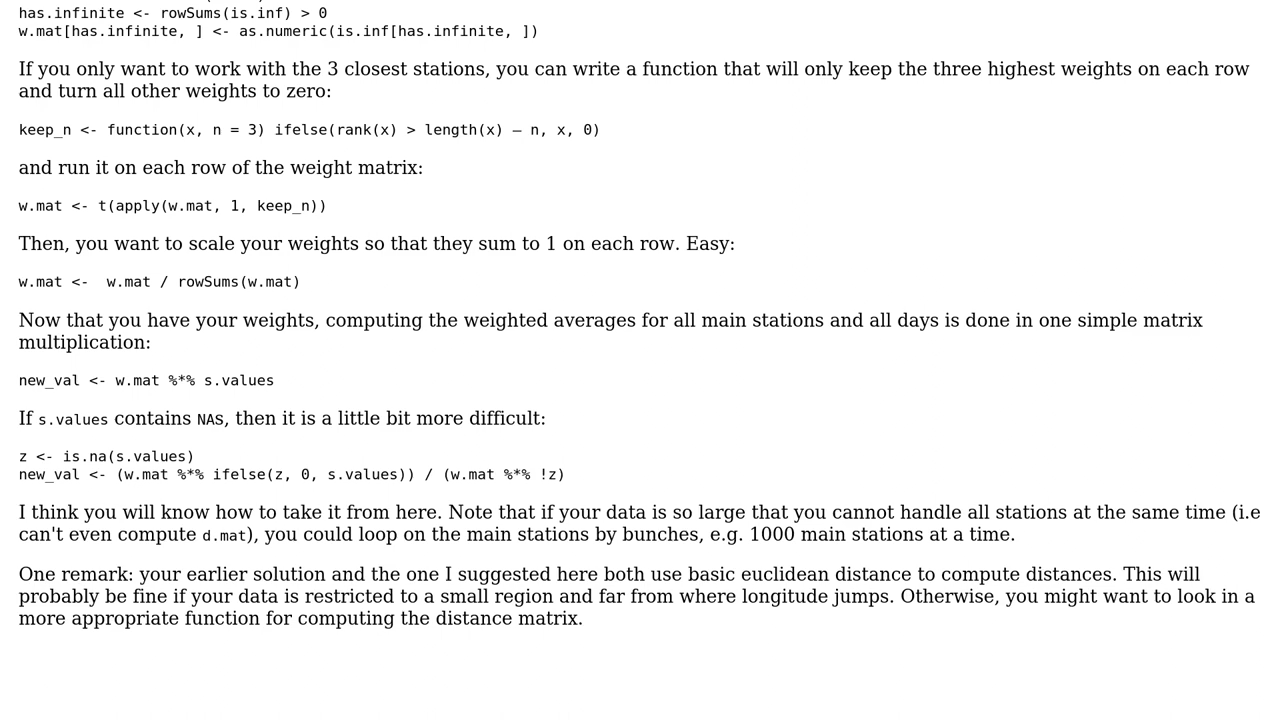 has.infinite <- rowSums(is.inf) > 0
w.mat[has.infinite, ] <- as.numeric(is.inf[has.infinite, ])
If you only want to work with the 3 closest stations, you can write a function that will only keep the three highest weights on each row
and turn all other weights to zero:
keep_n <- function(x, n = 3) ifelse(rank(x) > length(x) – n, x, 0)
and run it on each row of the weight matrix:
w.mat <- t(apply(w.mat, 1, keep_n))
Then, you want to scale your weights so that they sum to 1 on each row. Easy:
w.mat <-  w.mat / rowSums(w.mat)
Now that you have your weights, computing the weighted averages for all main stations and all days is done in one simple matrix
multiplication:
new_val <- w.mat %*% s.values
If s.values contains NAs, then it is a little bit more difficult:
z <- is.na(s.values)
new_val <- (w.mat %*% ifelse(z, 0, s.values)) / (w.mat %*% !z)
I think you will know how to take it from here. Note that if your data is so large that you cannot handle all stations at the same time (i.e
can't even compute d.mat), you could loop on the main stations by bunches, e.g. 1000 main stations at a time.
One remark: your earlier solution and the one I suggested here both use basic euclidean distance to compute distances. This will
probably be fine if your data is restricted to a small region and far from where longitude jumps. Otherwise, you might want to look in a
more appropriate function for computing the distance matrix.